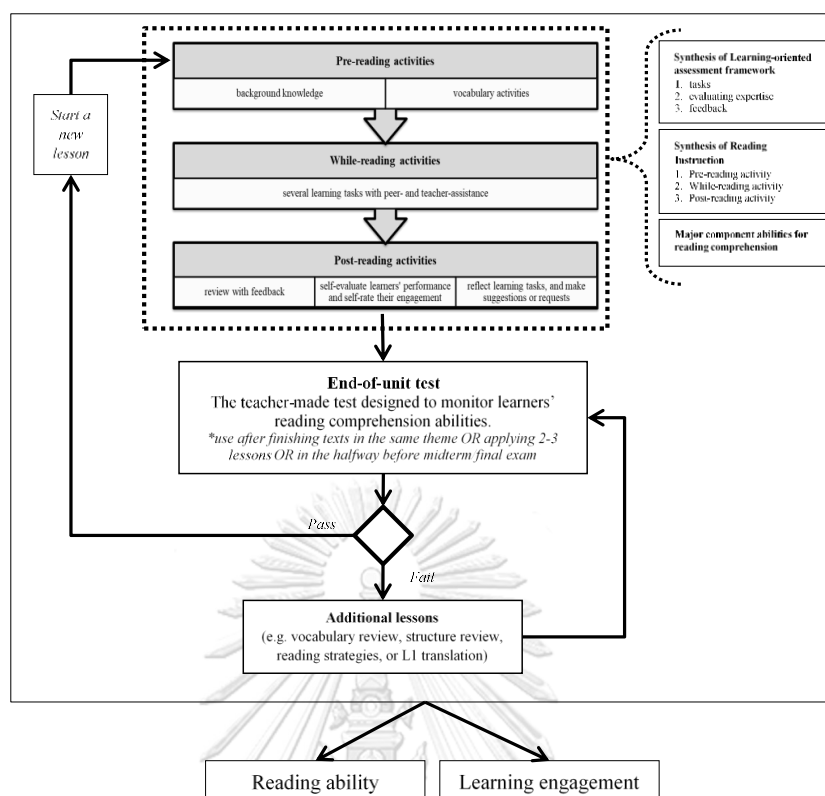 Pre-reading activities
background knowledge
vocabulary activities
While-reading activities
several learning tasks with peer- and teacher-assistance
Post-reading activities
review with feedback
self-evaluate learners' performance
and self-rate their engagement
reflect learning tasks, and make
suggestions or requests
Start a
new
lesson
Synthesis of Learning-oriented
assessment framework
1. tasks
2. evaluating expertise
3. feedback
Synthesis of Reading
Instruction
1. Pre-reading activity
2. While-reading activity
3. Post-reading activity
Major component abilities for
reading comprehension
End-of-unit test
The teacher-made test designed to monitor learners'
reading comprehension abilities.
*use after finishing texts in the same theme OR applying 2-3
lessons OR in the halfway before midterm final exam
Pass
Fail
Additional lessons
(e.g. vocabulary review, structure review,
reading strategies, or L1 translation)
Reading ability
Learning engagement